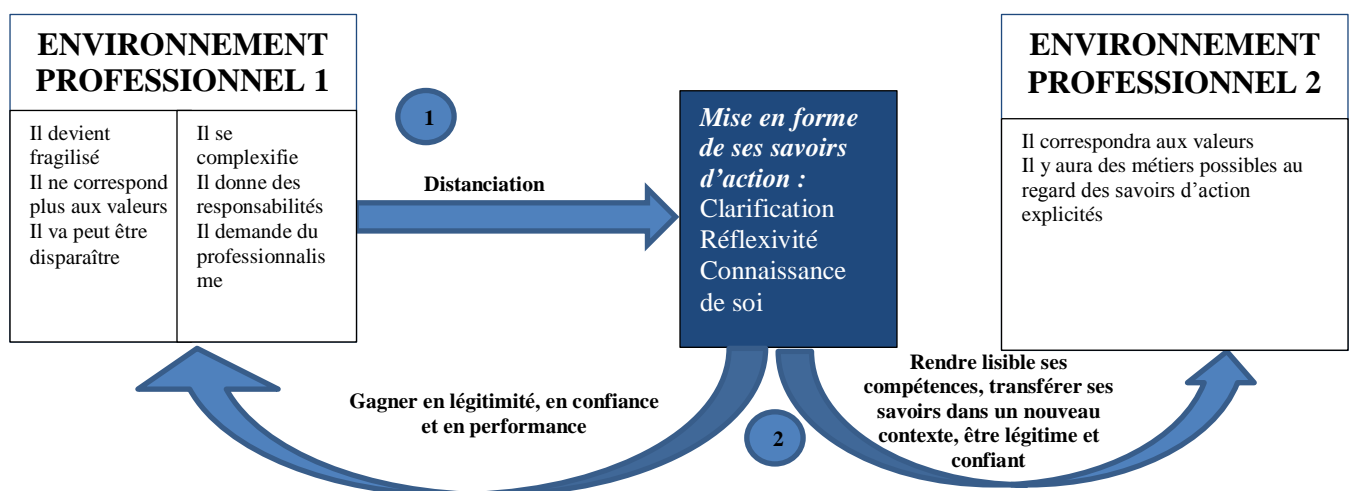 ENVIRONNEMENT
PROFESSIONNEL 1
Il devient
fragilisé
Il ne correspond
plus aux valeurs
Il va peut être
disparaître
Il se
complexifie
Il donne des
responsabilités
Il demande du
professionnalis
me
1
Distanciation
Mise en forme
de ses savoirs
d’action :
Clarification
Réflexivité
Connaissance
de soi
ENVIRONNEMENT
PROFESSIONNEL 2
Il correspondra aux valeurs
Il y aura des métiers possibles au
regard des savoirs d’action
explicités
Gagner en légitimité, en confiance
et en performance
2
Rendre lisible ses
compétences, transférer ses
savoirs dans un nouveau
contexte, être légitime et
confiant